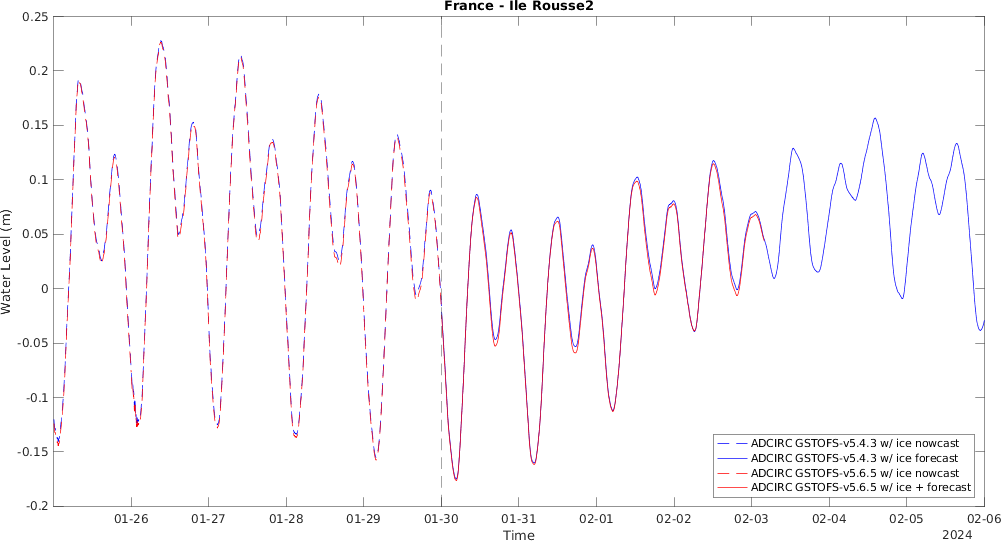 France - Ile Rousse2
Water Level (m)
0.25
0.2
0.15
0.1
0.05
0
-0.05
-0.1
-0.15
-0.2
01-26 01-27 01-28 01-29 01-30 01-31 02-01 02-02 02-03 02-04 02-05 02-06
Time
2024
ADCIRC GSTOFS-v5.4.3 w/ ice nowcast
ADCIRC GSTOFS-v5.4.3 w/ ice forecast
ADCIRC GSTOFS-v5.6.5 w/ ice nowcast
ADCIRC GSTOFS-v5.6.5 w/ ice + forecast